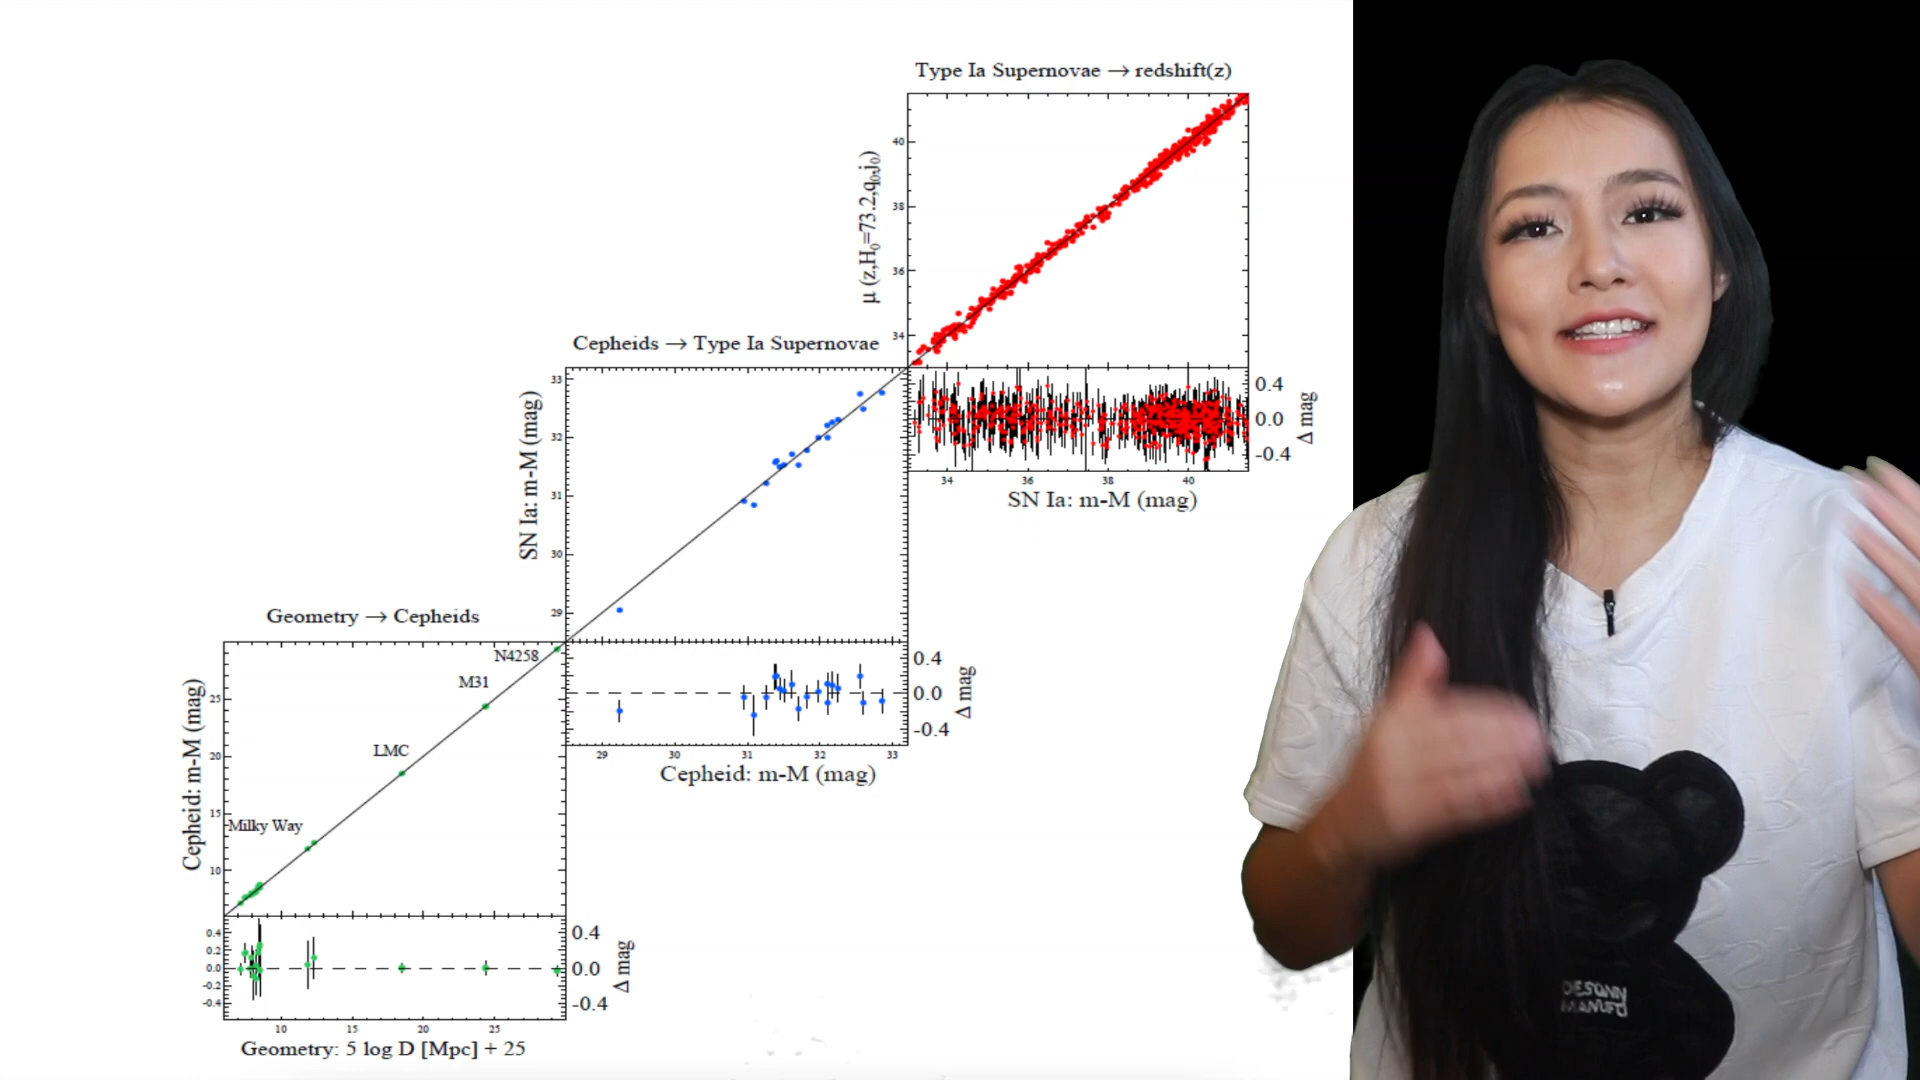 Type Ia Supernovae → redshift(z)
μ (z,H₀=73.2,q₀,j₀)
40
38
36
34
0.4
0.0
-0.4
Δ mag
34 36 38 40
SN Ia: m-M (mag)
Cepheids → Type Ia Supernovae
SN Ia: m-M (mag)
33
32
31
30
29
0.4
0.0
-0.4
Δ mag
29 30 31 32 33
Cepheid: m-M (mag)
Geometry → Cepheids
Cepheid: m-M (mag)
25
20
15
10
N4258
M31
LMC
Milky Way
0.4
0.2
0.0
-0.2
-0.4
0.4
0.0
-0.4
Δ mag
10 15 20 25
Geometry: 5 log D [Mpc] + 25